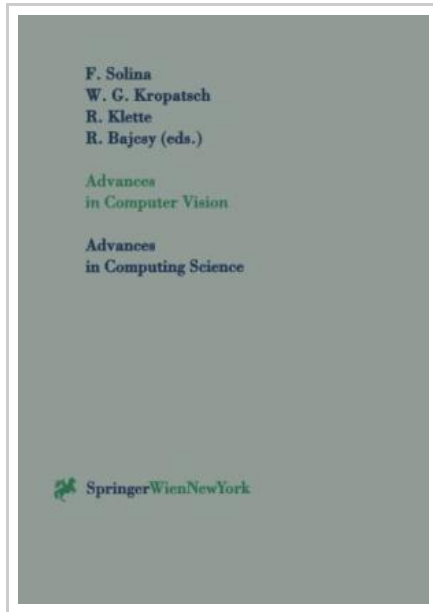 F. Solina
W. G. Kropatsch
R. Klette
R. Bajcsy (eds.)
Advances
in Computer Vision
Advances
in Computing Science
SpringerWienNewYork